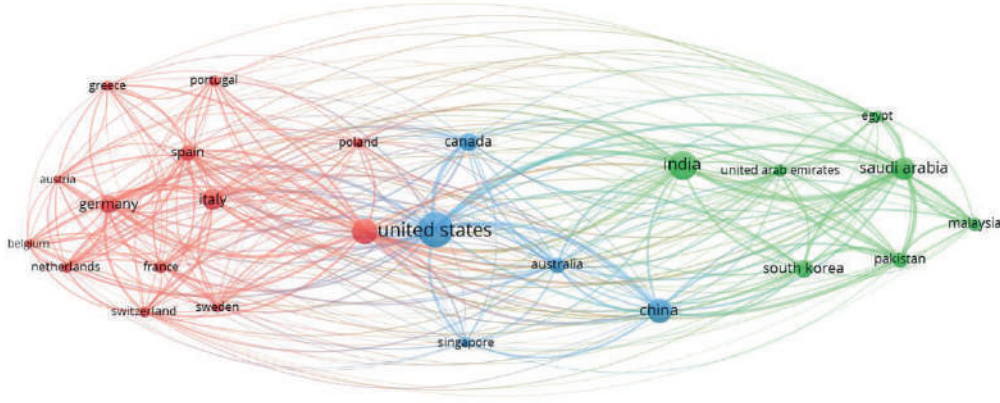 greece
portugal
egypt
poland
canada
spain
india
united arab emirates
saudi arabia
austria
germany
italy
malaysia
united states
belgium
netherlands
france
australia
south korea
pakistan
switzerland
sweden
china
singapore